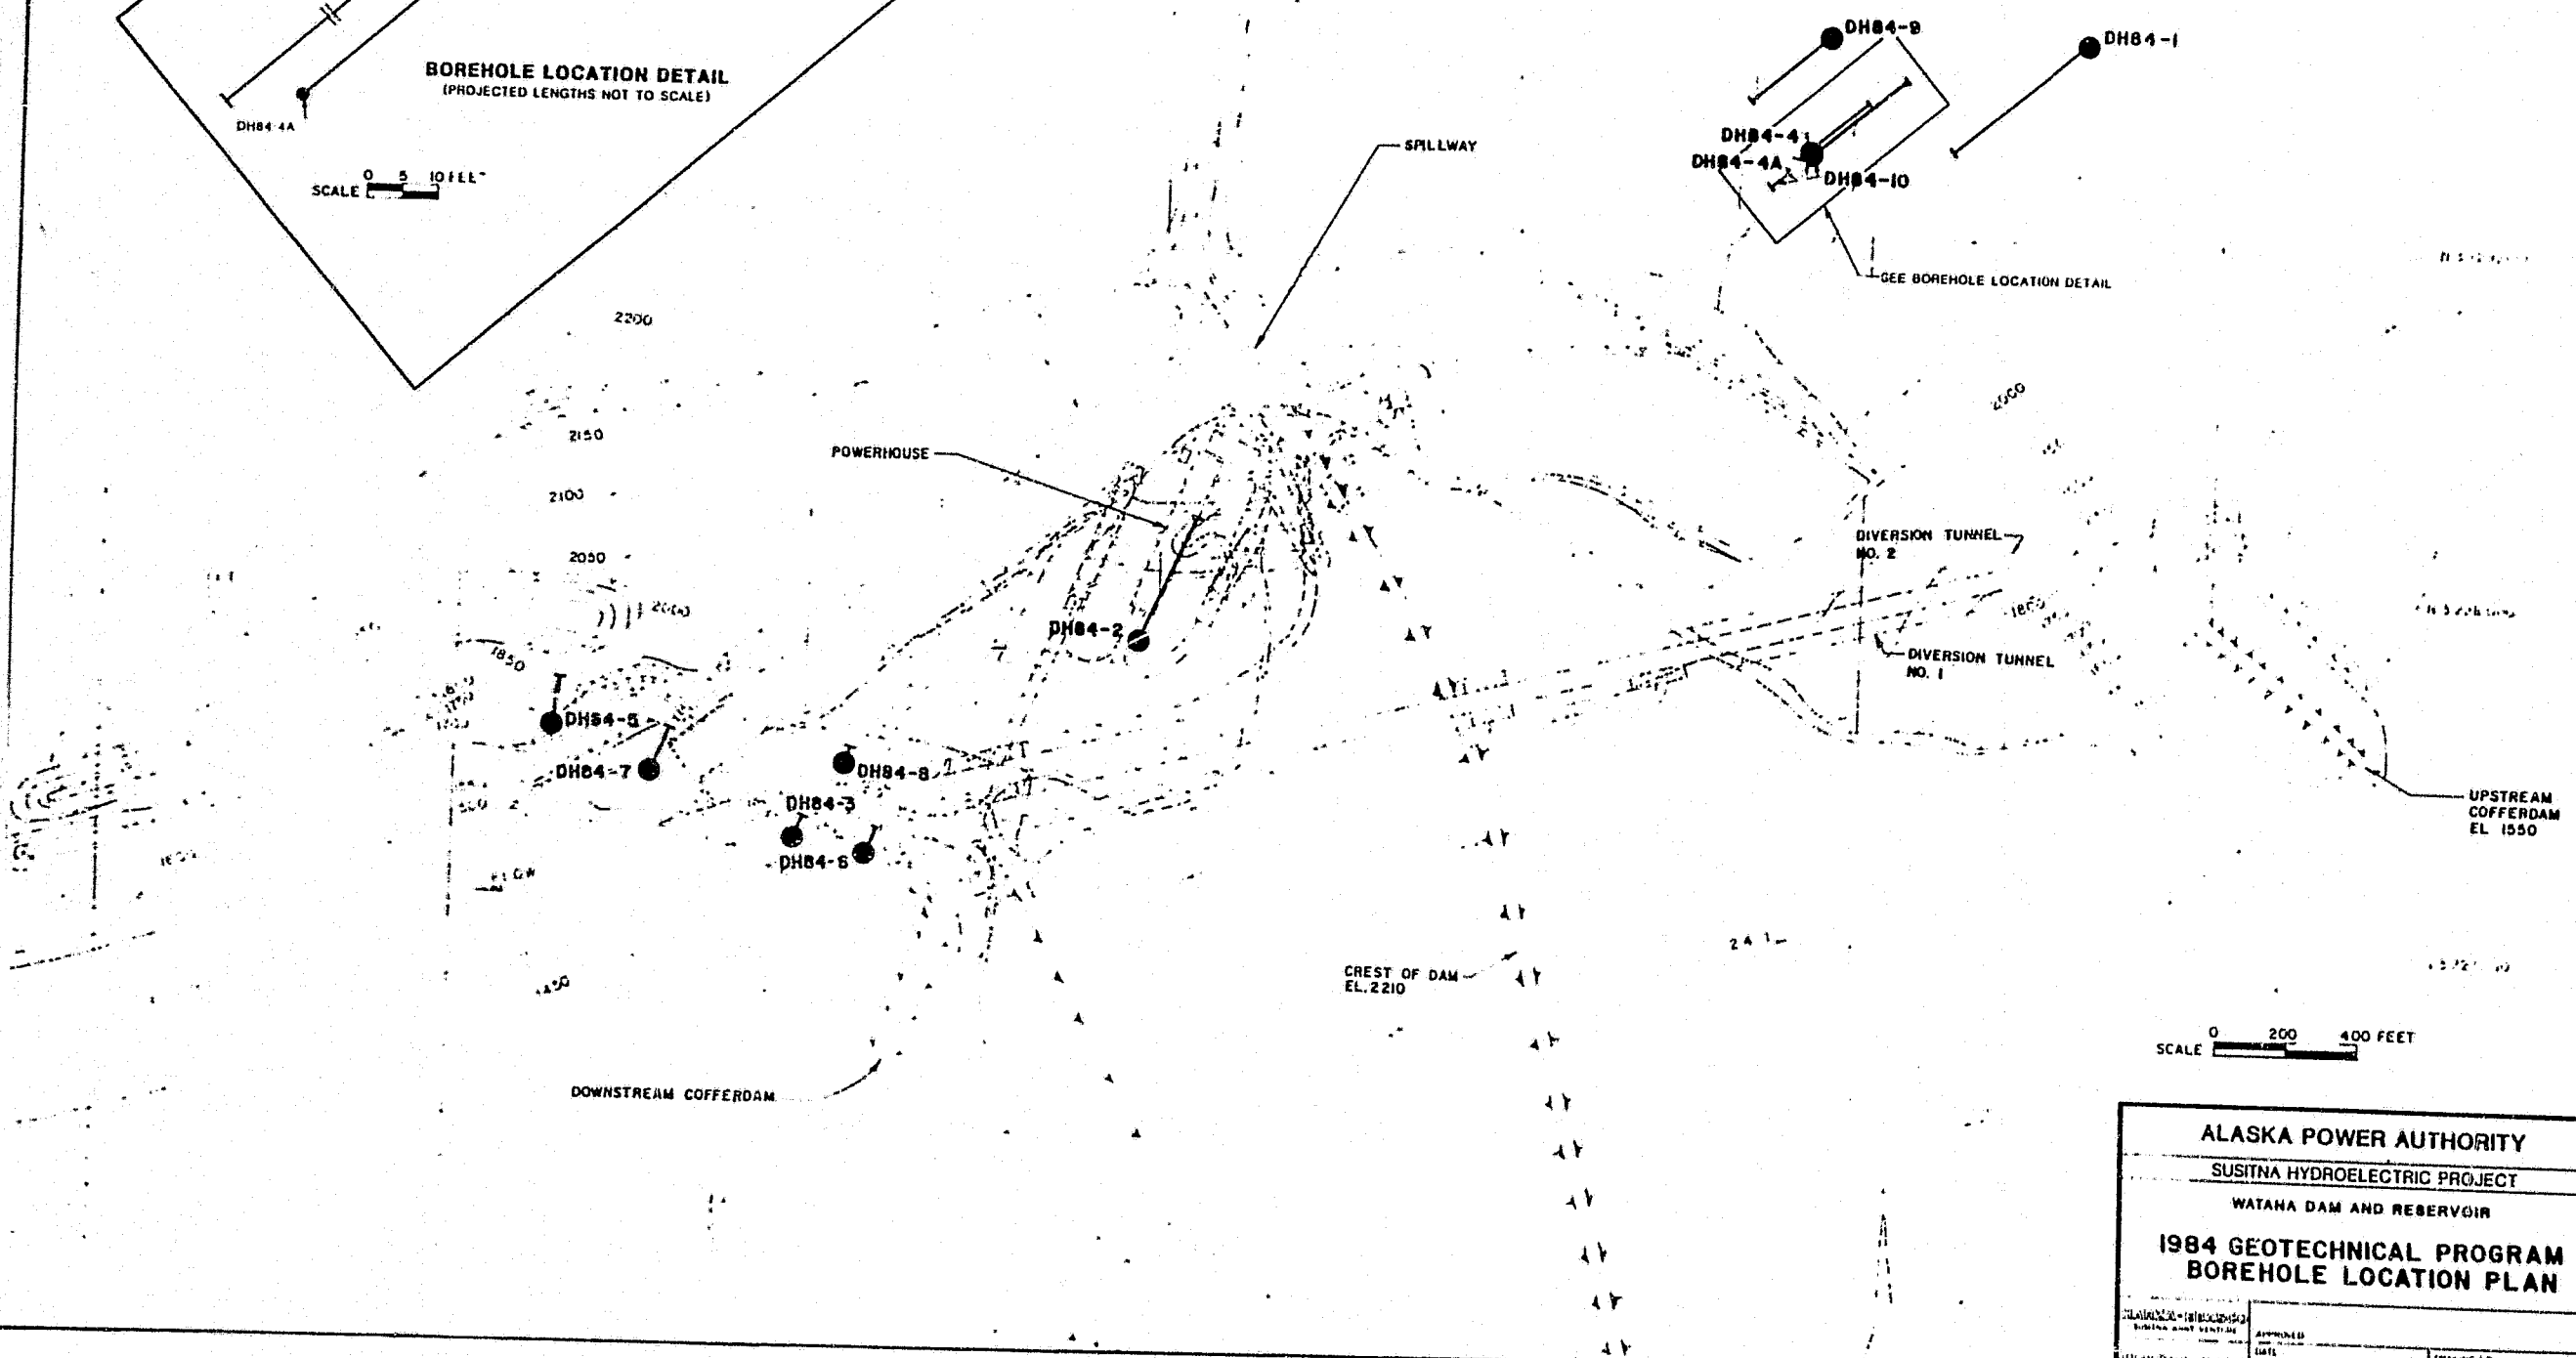 BOREHOLE LOCATION DETAIL
(PROJECTED LENGTHS NOT TO SCALE)
DH84-4A
SCALE 0 5 10 FEET
DH84-9
DH84-1
DH84-4
DH84-4A
DH84-10
SPILLWAY
SEE BOREHOLE LOCATION DETAIL
2200
2150
2100
2050
2000
2000
POWERHOUSE
DIVERSION TUNNEL
NO. 2
DIVERSION TUNNEL
NO. 1
1850
DH84-2
DH84-5
DH84-7
DH84-8
DH84-3
DH84-6
UPSTREAM
COFFERDAM
EL 1550
FLOW
CREST OF DAM
EL. 2210
DOWNSTREAM COFFERDAM
SCALE 0 200 400 FEET
ALASKA POWER AUTHORITY
SUSITNA HYDROELECTRIC PROJECT
WATANA DAM AND RESERVOIR
1984 GEOTECHNICAL PROGRAM
BOREHOLE LOCATION PLAN
APPROVED
DATE